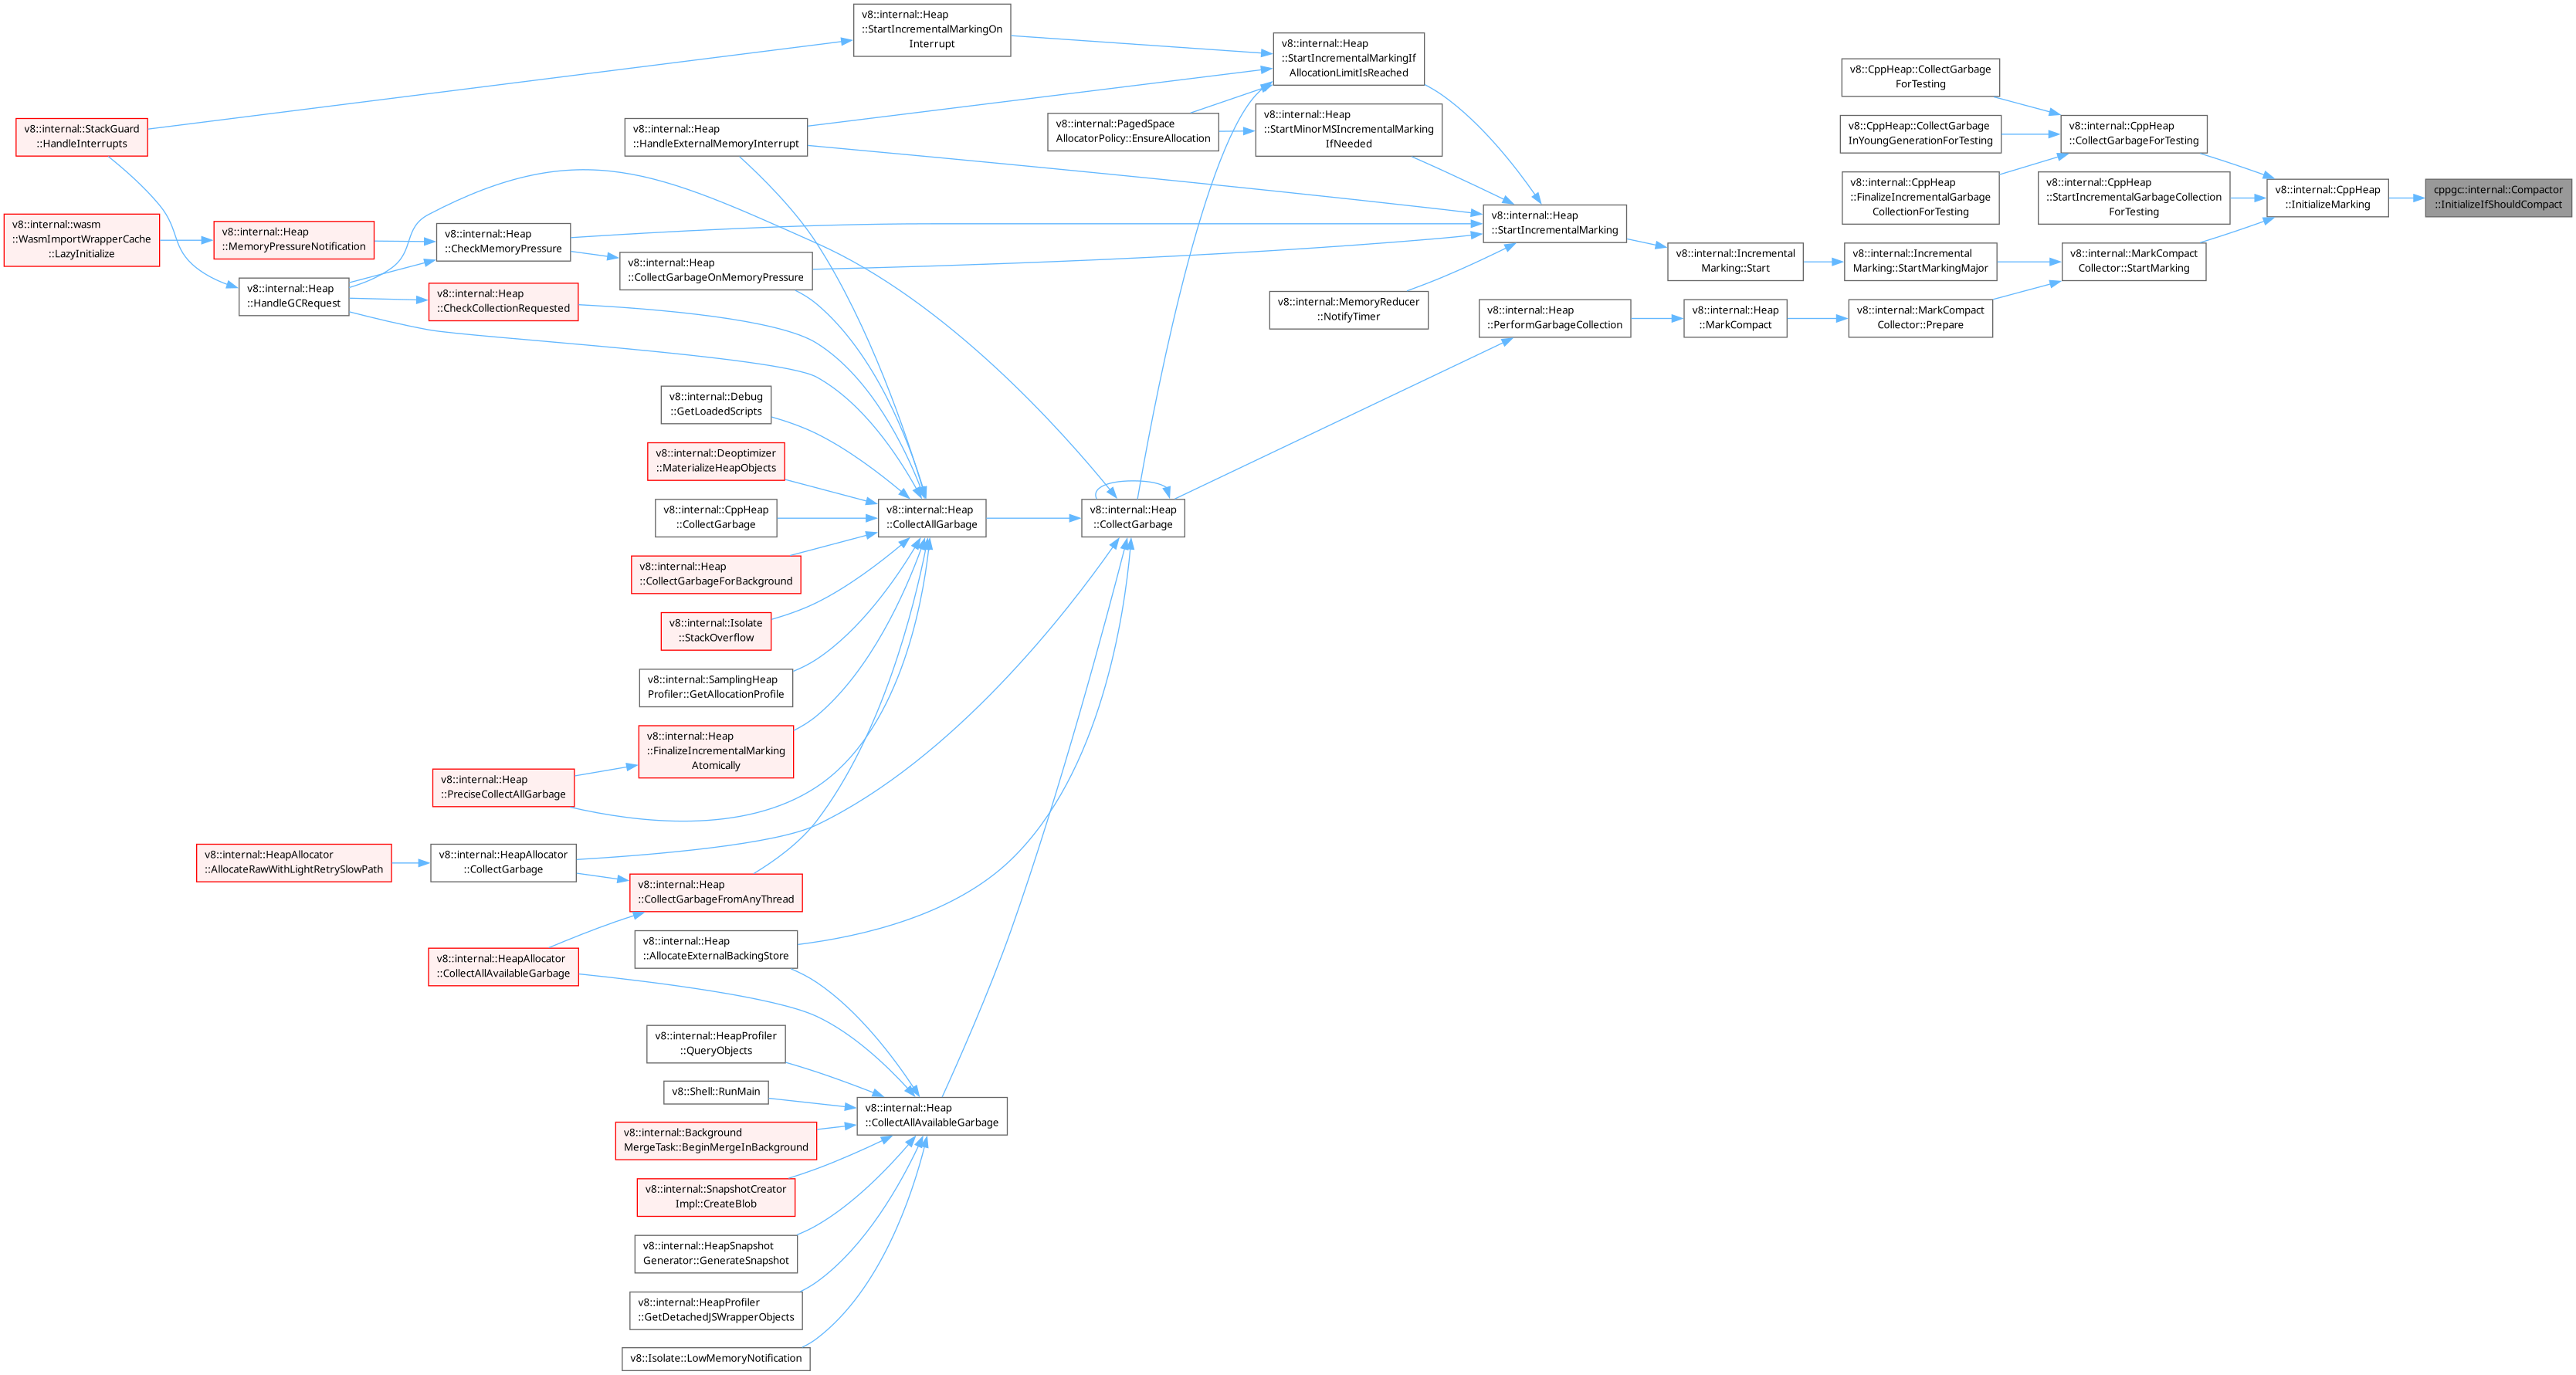 v8::internal::Heap
::StartIncrementalMarkingOn
Interrupt
v8::internal::Heap
::StartIncrementalMarkingIf
AllocationLimitIsReached
v8::CppHeap::CollectGarbage
ForTesting
v8::internal::StackGuard
::HandleInterrupts
v8::internal::Heap
::HandleExternalMemoryInterrupt
v8::internal::PagedSpace
AllocatorPolicy::EnsureAllocation
v8::internal::Heap
::StartMinorMSIncrementalMarking
IfNeeded
v8::CppHeap::CollectGarbage
InYoungGenerationForTesting
v8::internal::CppHeap
::CollectGarbageForTesting
v8::internal::CppHeap
::FinalizeIncrementalGarbage
CollectionForTesting
v8::internal::CppHeap
::StartIncrementalGarbageCollection
ForTesting
v8::internal::CppHeap
::InitializeMarking
cppgc::internal::Compactor
::InitializeIfShouldCompact
v8::internal::wasm
::WasmImportWrapperCache
::LazyInitialize
v8::internal::Heap
::MemoryPressureNotification
v8::internal::Heap
::CheckMemoryPressure
v8::internal::Heap
::StartIncrementalMarking
v8::internal::Heap
::CollectGarbageOnMemoryPressure
v8::internal::Incremental
Marking::Start
v8::internal::Incremental
Marking::StartMarkingMajor
v8::internal::MarkCompact
Collector::StartMarking
v8::internal::Heap
::HandleGCRequest
v8::internal::Heap
::CheckCollectionRequested
v8::internal::MemoryReducer
::NotifyTimer
v8::internal::Heap
::PerformGarbageCollection
v8::internal::Heap
::MarkCompact
v8::internal::MarkCompact
Collector::Prepare
v8::internal::Debug
::GetLoadedScripts
v8::internal::Deoptimizer
::MaterializeHeapObjects
v8::internal::CppHeap
::CollectGarbage
v8::internal::Heap
::CollectAllGarbage
v8::internal::Heap
::CollectGarbage
v8::internal::Heap
::CollectGarbageForBackground
v8::internal::Isolate
::StackOverflow
v8::internal::SamplingHeap
Profiler::GetAllocationProfile
v8::internal::Heap
::FinalizeIncrementalMarking
Atomically
v8::internal::Heap
::PreciseCollectAllGarbage
v8::internal::HeapAllocator
::AllocateRawWithLightRetrySlowPath
v8::internal::HeapAllocator
::CollectGarbage
v8::internal::Heap
::CollectGarbageFromAnyThread
v8::internal::Heap
::AllocateExternalBackingStore
v8::internal::HeapAllocator
::CollectAllAvailableGarbage
v8::internal::HeapProfiler
::QueryObjects
v8::Shell::RunMain
v8::internal::Heap
::CollectAllAvailableGarbage
v8::internal::Background
MergeTask::BeginMergeInBackground
v8::internal::SnapshotCreator
Impl::CreateBlob
v8::internal::HeapSnapshot
Generator::GenerateSnapshot
v8::internal::HeapProfiler
::GetDetachedJSWrapperObjects
v8::Isolate::LowMemoryNotification